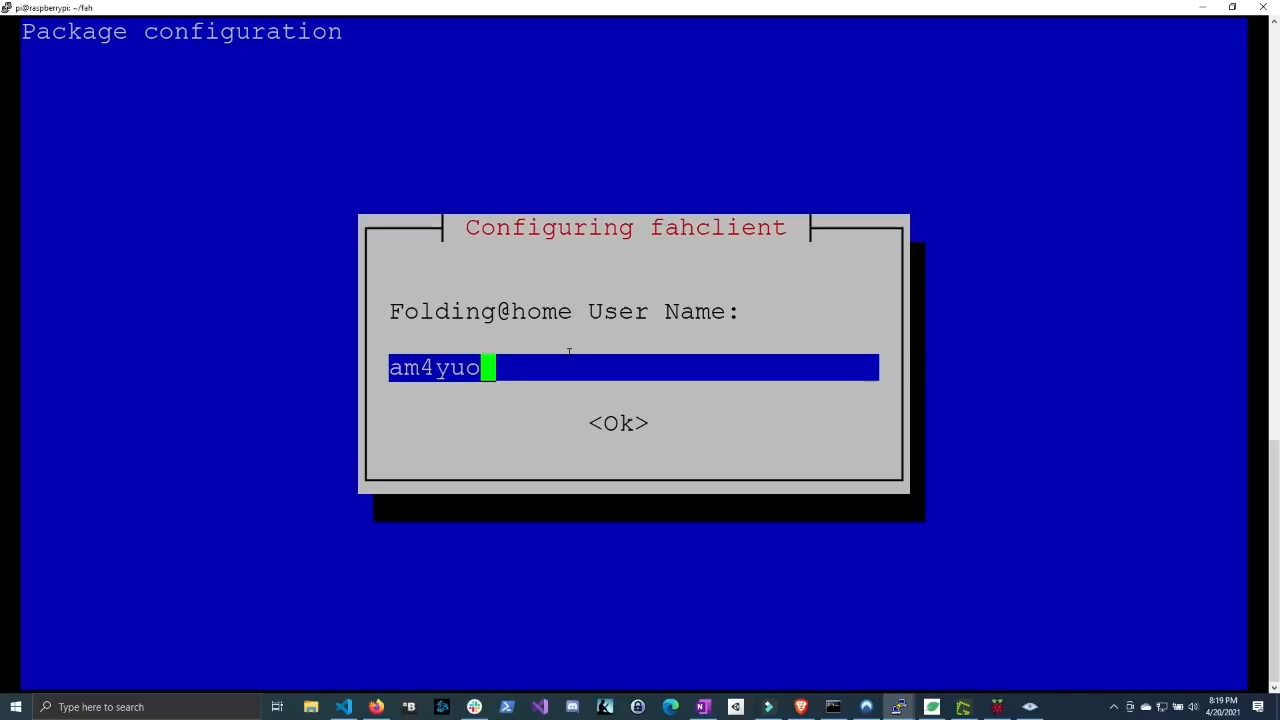 pi@raspberrypi: ~/fah
Package configuration
Configuring fahclient
Folding@home User Name:
am4yuo
<Ok>
Type here to search
8:19 PM
4/20/2021